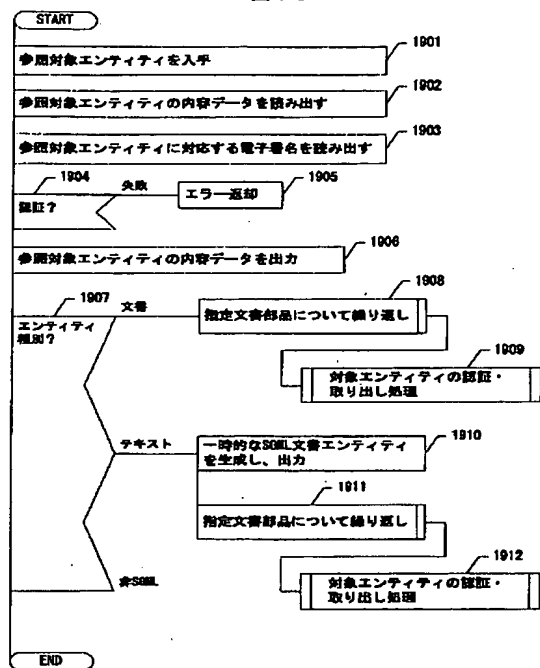 START
1901
参照対象エンティティを入手
1902
参照対象エンティティの内容データを読み出す
1903
参照対象エンティティに対応する電子署名を読み出す
1904
失敗
1905
エラー返却
認証?
1906
参照対象エンティティの内容データを出力
1907
文書
1908
エンティティ
種別?
指定文書部品について繰り返し
1909
対象エンティティの認証・
取り出し処理
テキスト
1910
一時的なSGML文書エンティティ
を生成し、出力
1911
指定文書部品について繰り返し
1912
対象エンティティの認証・
取り出し処理
非SGML
END